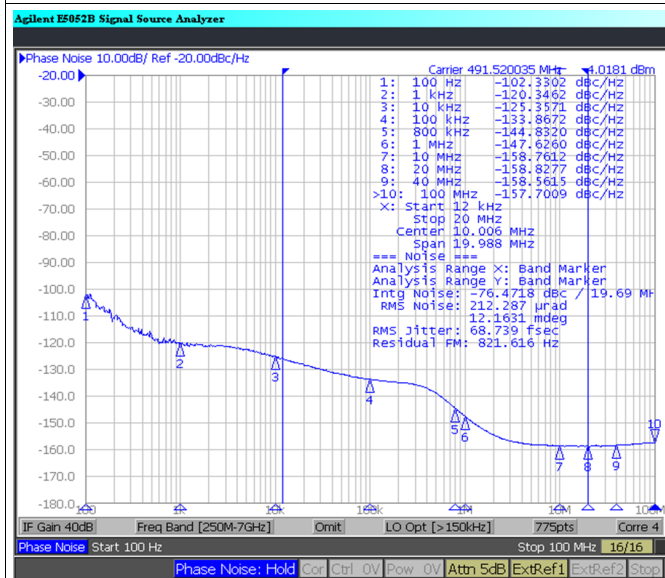 Agilent E5052B Signal Source Analyzer
▶Phase Noise 10.00dB/ Ref -20.00dBc/Hz
Carrier 491.520035 MHz 4.0181 dBm
-20.00
1: 100 Hz -102.3302 dBc/Hz
2: 1 kHz -120.3462 dBc/Hz
-30.00
3: 10 kHz -125.3571 dBc/Hz
4: 100 kHz -133.8672 dBc/Hz
-40.00
5: 800 kHz -144.8320 dBc/Hz
6: 1 MHz -147.6260 dBc/Hz
-50.00
7: 10 MHz -158.7612 dBc/Hz
8: 20 MHz -158.8277 dBc/Hz
-60.00
9: 40 MHz -158.5615 dBc/Hz
>10: 100 MHz -157.7009 dBc/Hz
X: Start 12 kHz
-70.00
Stop 20 MHz
Center 10.006 MHz
-80.00
Span 19.988 MHz
=== Noise ===
-90.00
Analysis Range X: Band Marker
Analysis Range Y: Band Marker
-100.0
Intg Noise: -76.4718 dBc / 19.69 MH
RMS Noise: 212.287 µrad
-110.0
12.1631 mdeg
RMS Jitter: 68.739 fsec
Residual FM: 821.616 Hz
-120.0
-130.0
-140.0
-150.0
-160.0
-170.0
-180.0
1
2
3
4
5
6
7
8
9
10
100
1k
10k
100k
1M
10M
100M
IF Gain 40dB
Freq Band [250M-7GHz]
Omit
LO Opt [>150kHz]
775pts
Corre 4
Phase Noise Start 100 Hz
Stop 100 MHz 16/16
Phase Noise: Hold
Cor
Ctrl 0V
Pow 0V
Attn 5dB
ExtRef1
ExtRef2
Stop